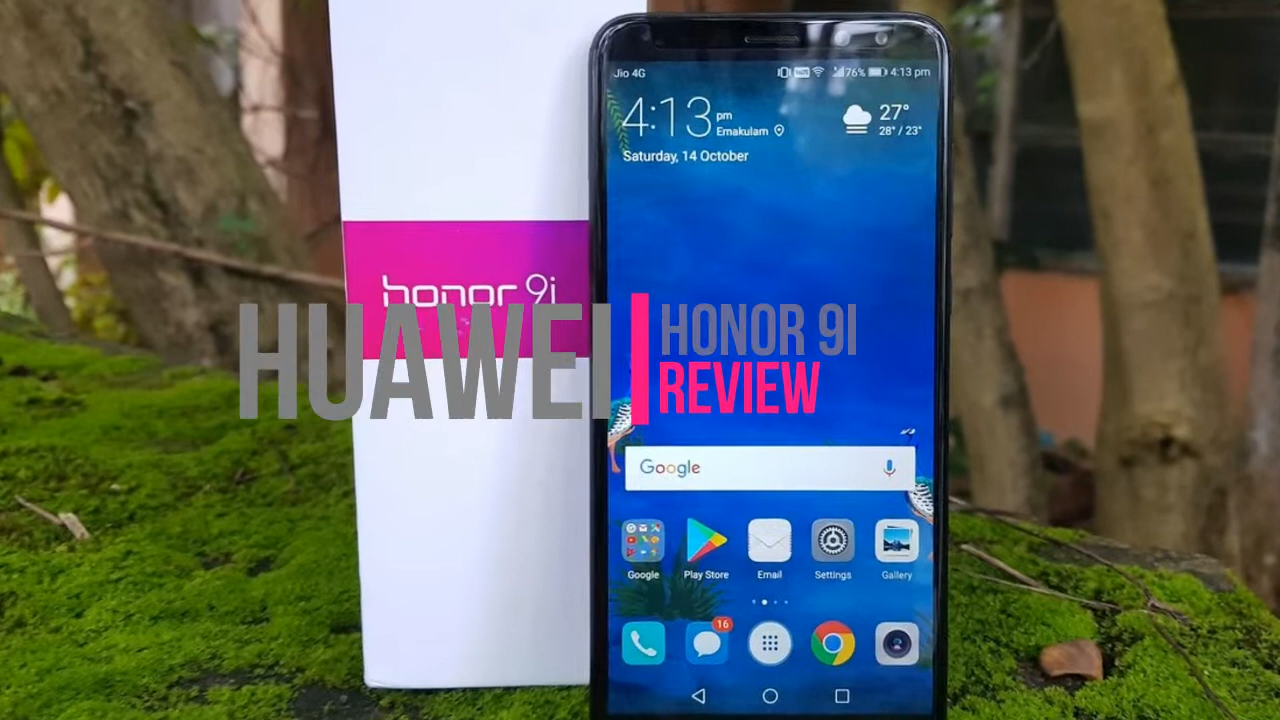 Jio 4G 76% 4:13 pm
4:13 pm
Ernakulam
27°
28° / 23°
Saturday, 14 October
honor 9i
HUAWEI
HONOR 9I
REVIEW
Google
Google Play Store Email Settings Gallery
16